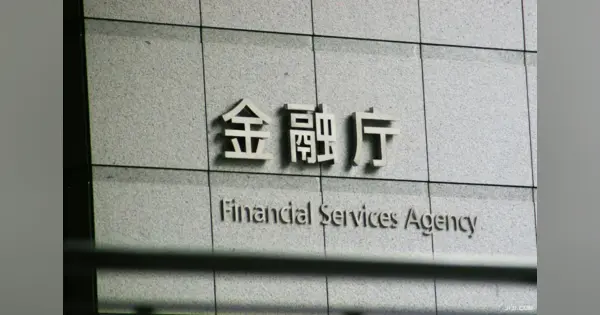 金融庁
Financial Services Agency